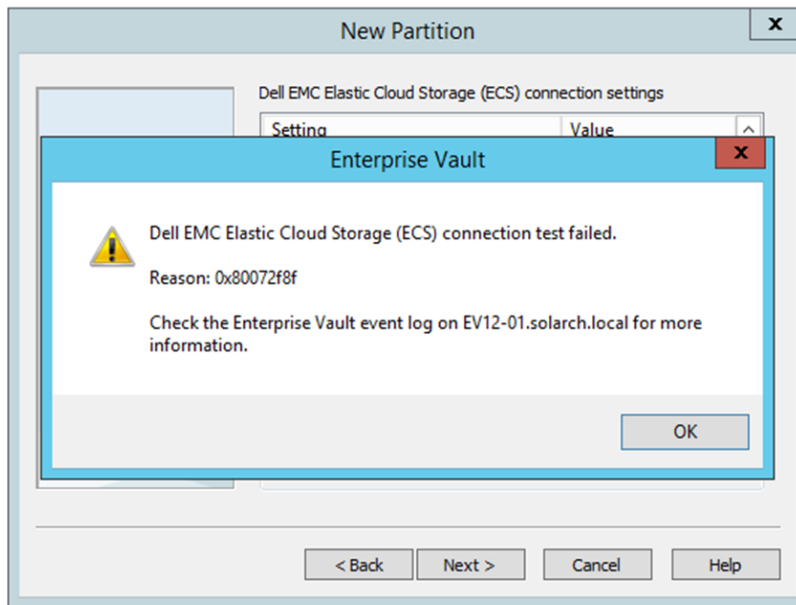 New Partition
x
Dell EMC Elastic Cloud Storage (ECS) connection settings
Setting Value
Enterprise Vault
x
Dell EMC Elastic Cloud Storage (ECS) connection test failed.
Reason: 0x80072f8f
Check the Enterprise Vault event log on EV12-01.solarch.local for more
information.
OK
< Back Next > Cancel Help